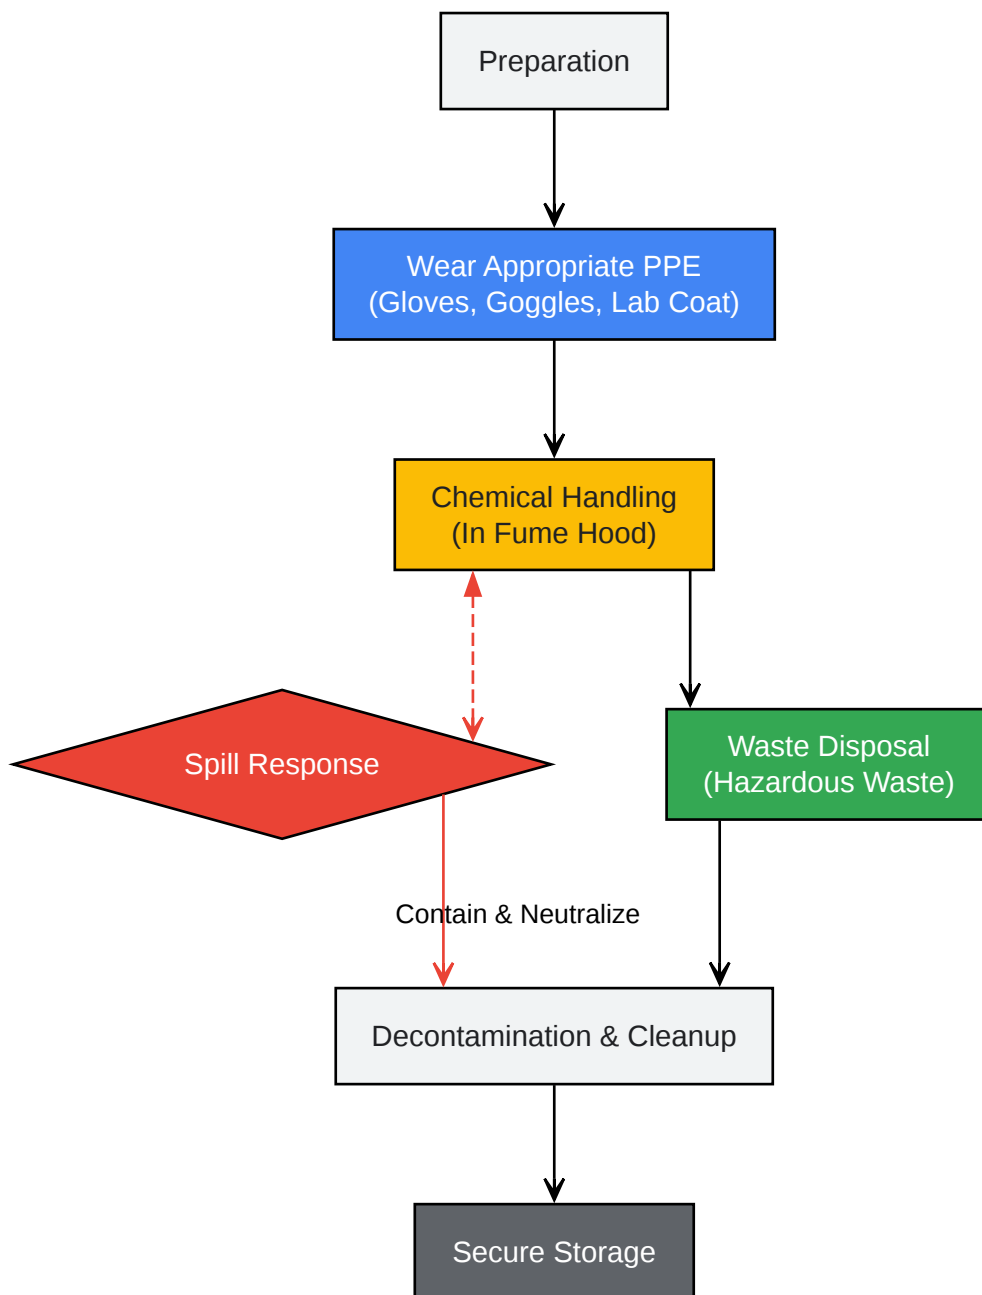 Preparation
Wear Appropriate PPE
(Gloves, Goggles, Lab Coat)
Chemical Handling
(In Fume Hood)
Spill Response
Waste Disposal
(Hazardous Waste)
Contain & Neutralize
Decontamination & Cleanup
Secure Storage